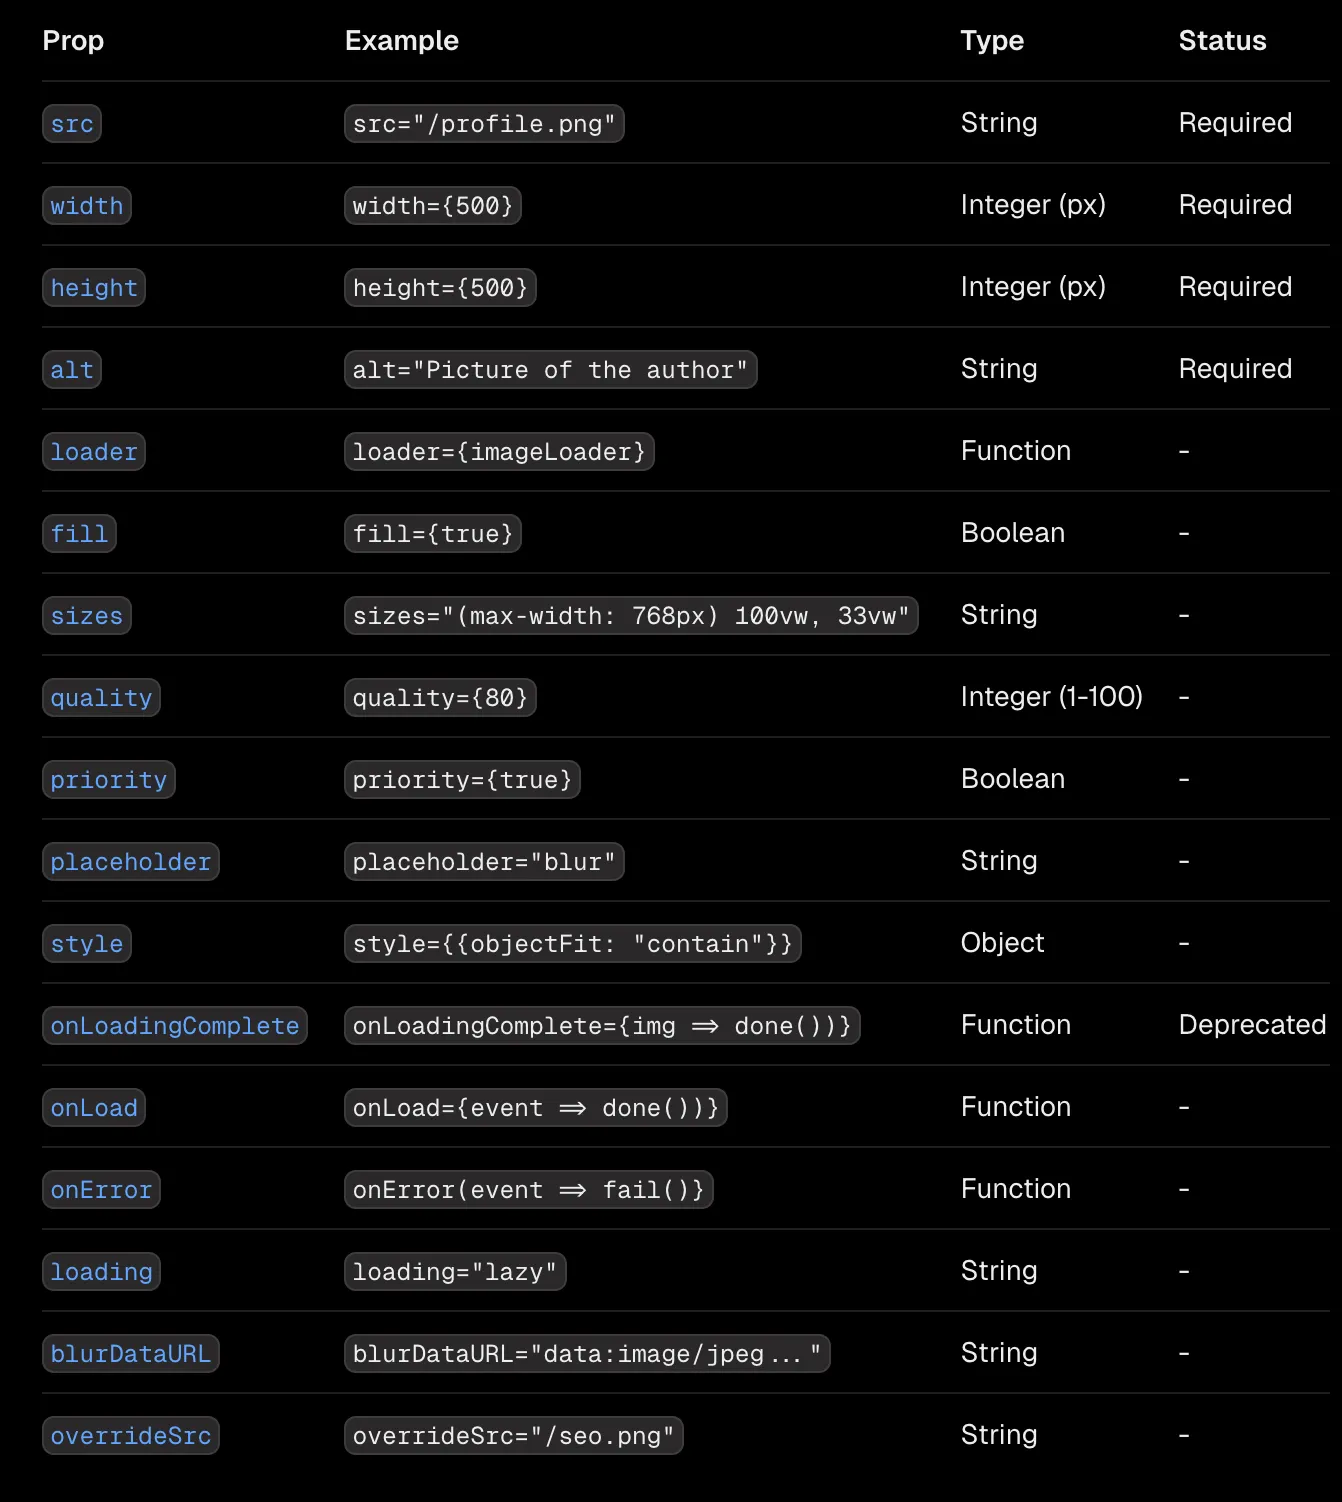 Prop Example Type Status
src src="/profile.png" String Required
width width={500} Integer (px) Required
height height={500} Integer (px) Required
alt alt="Picture of the author" String Required
loader loader={imageLoader} Function -
fill fill={true} Boolean -
sizes sizes="(max-width: 768px) 100vw, 33vw" String -
quality quality={80} Integer (1-100) -
priority priority={true} Boolean -
placeholder placeholder="blur" String -
style style={{objectFit: "contain"}} Object -
onLoadingComplete onLoadingComplete={img => done())} Function Deprecated
onLoad onLoad={event => done())} Function -
onError onError(event => fail()} Function -
loading loading="lazy" String -
blurDataURL blurDataURL="data:image/jpeg..." String -
overrideSrc overrideSrc="/seo.png" String -